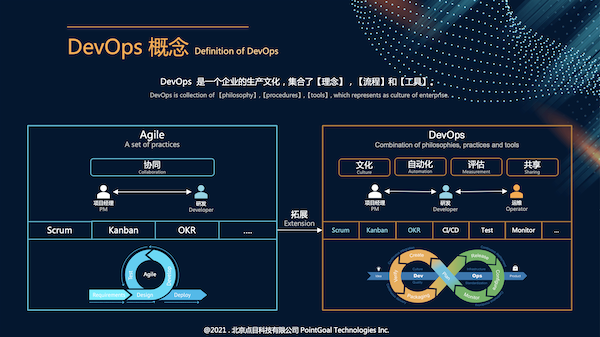 DevOps 概念 Definition of DevOps
DevOps 是一个企业的生产文化，集合了【理念】，【流程】和【工具】。
DevOps is collection of【philosophy】,【procedures】,【tools】, which represents as culture of enterprise.
Agile
A set of practices
协同
Collaboration
项目经理
PM
研发
Developer
Scrum Kanban OKR ....
Agile
Test
Requirements Design Deploy
拓展
Extension
DevOps
Combination of philosophies, practices and tools
文化 自动化 评估 共享
Culture Automation Measurement Sharing
项目经理 研发 运维
PM Developer Operator
Scrum Kanban OKR CI/CD Test Monitor ...
Create Release
Idea Dev Plan Ops Product
Verify Configure
Packaging Monitor
@2021 . 北京点目科技有限公司 PointGoal Technologies Inc.